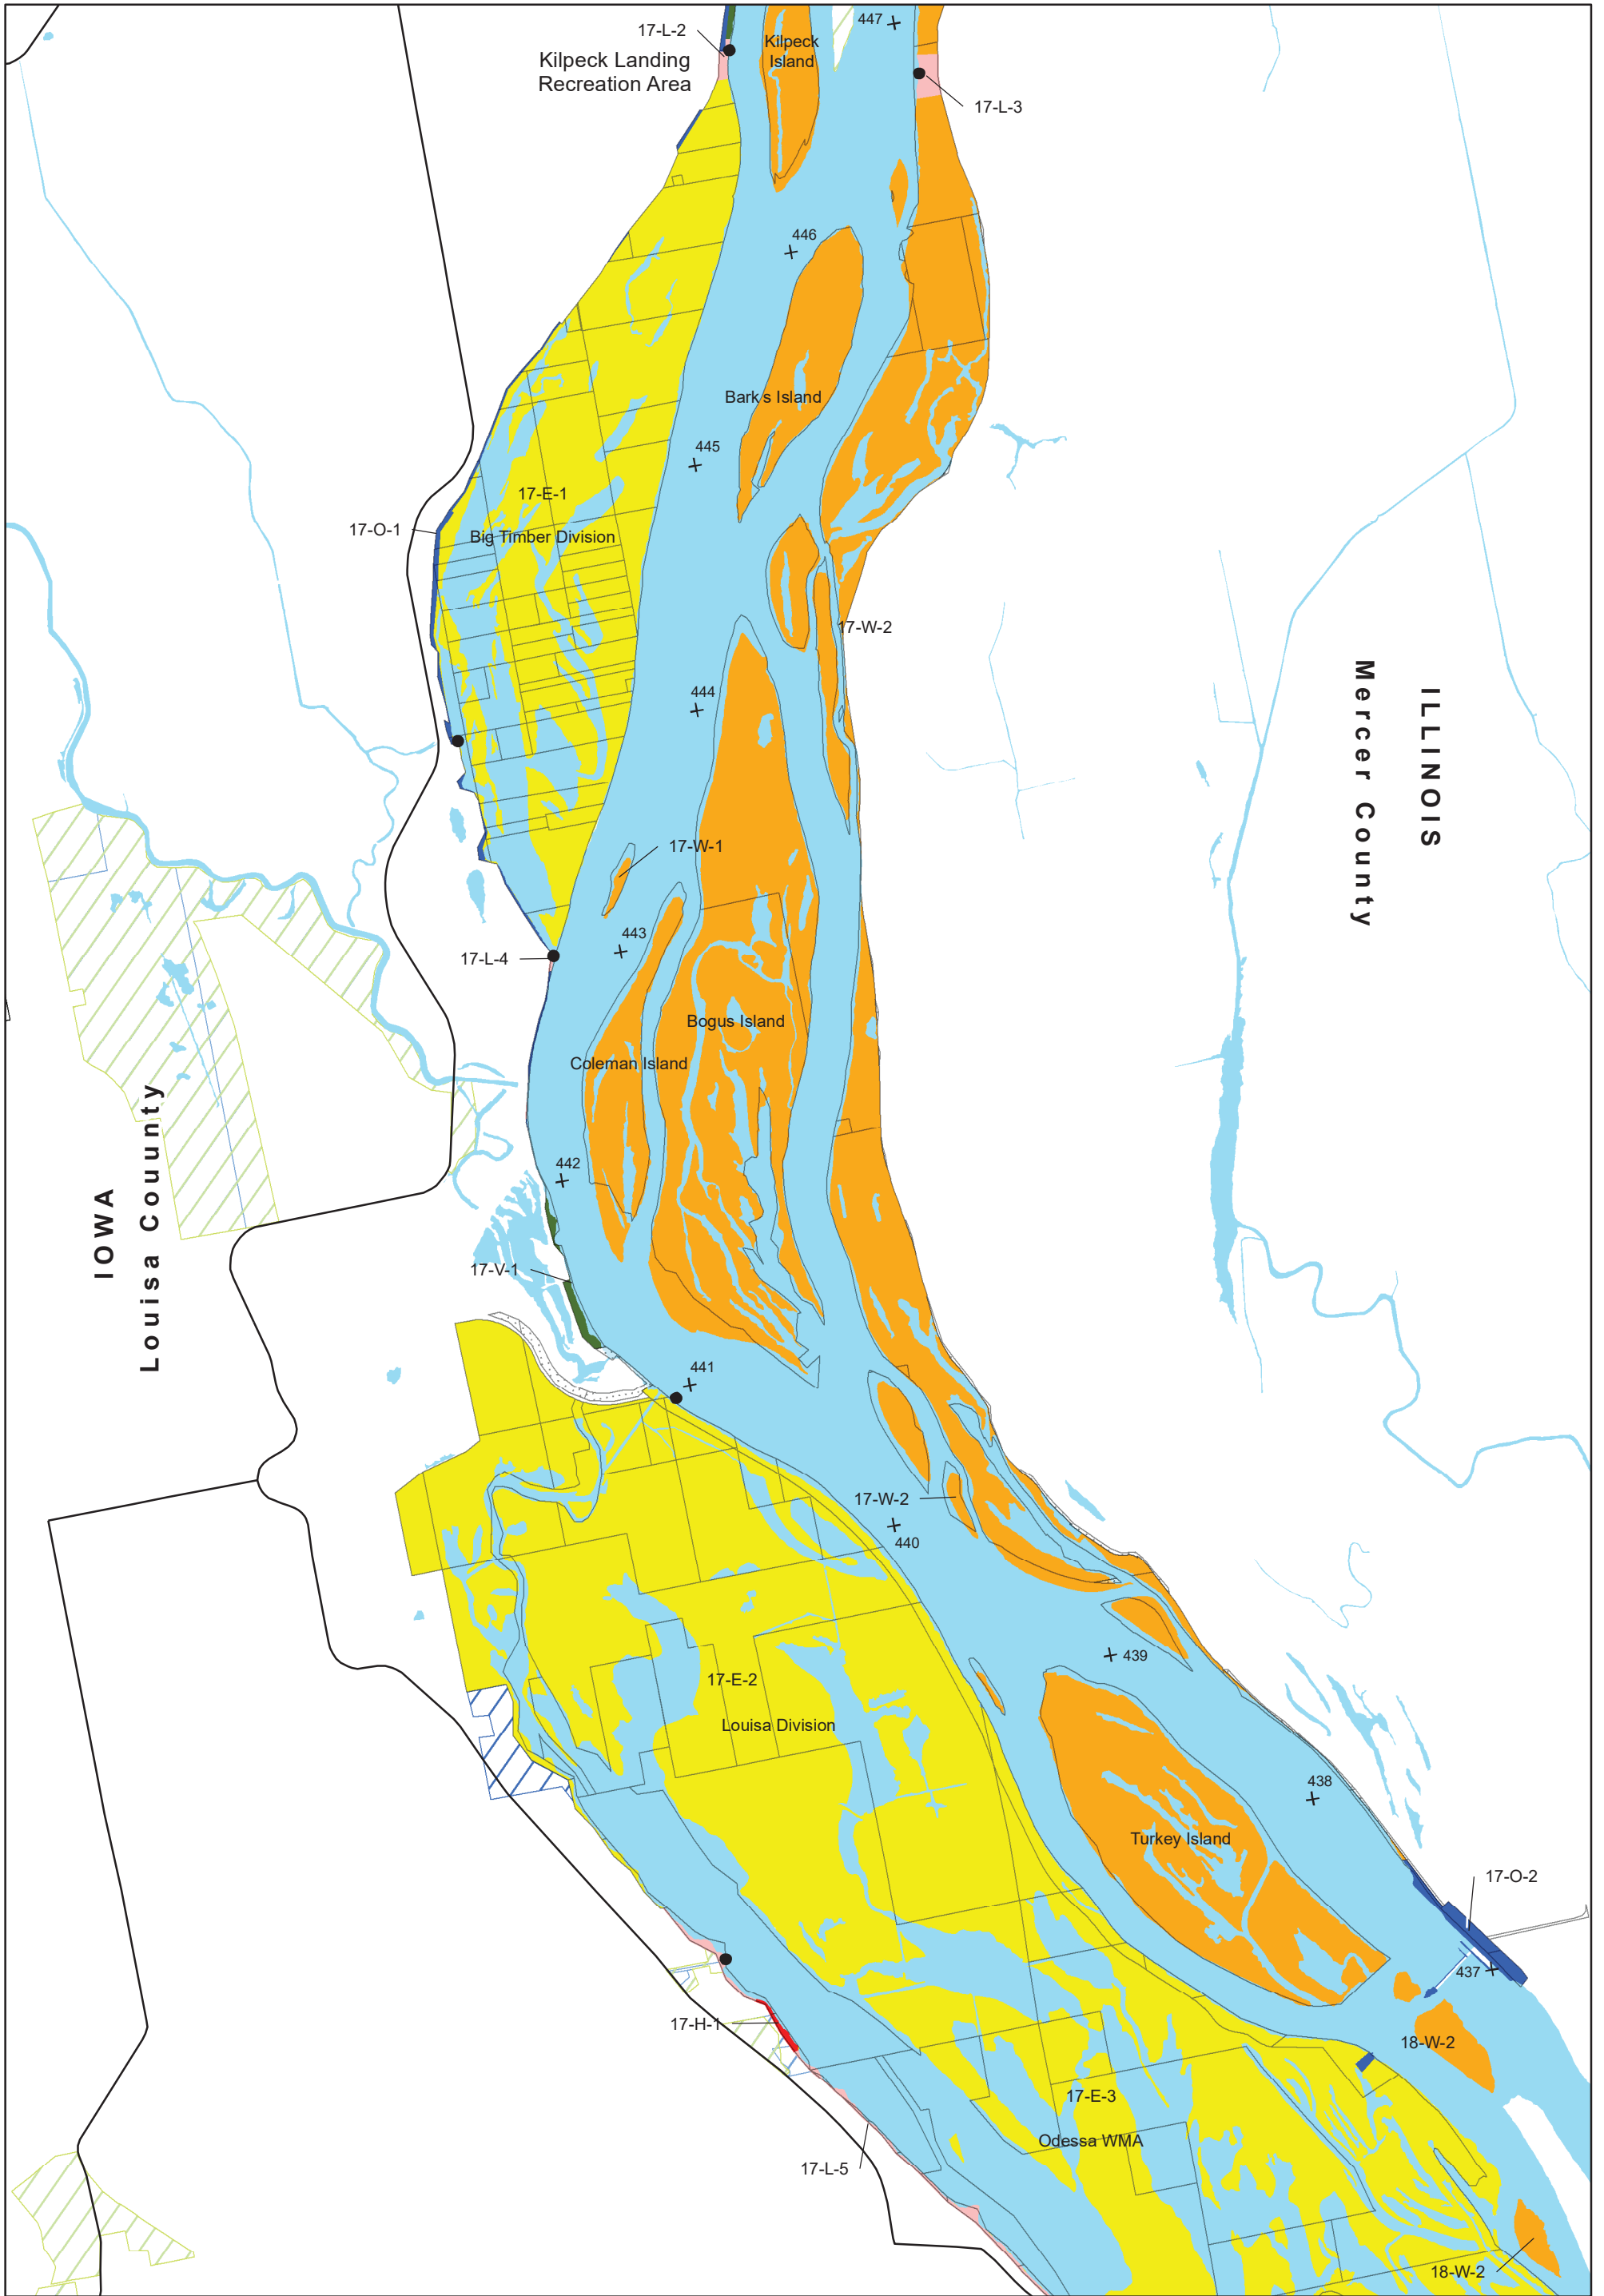 447
17-L-2
Kilpeck
Island
Kilpeck Landing
Recreation Area
17-L-3
446
Bark's Island
445
17-E-1
17-O-1
Big Timber Division
17-W-2
444
ILLINOIS
Mercer County
17-W-1
443
17-L-4
Bogus Island
Coleman Island
442
IOWA
Louisa Couunty
17-V-1
441
17-W-2
440
439
17-E-2
Louisa Division
438
Turkey Island
17-O-2
437
17-H-1
18-W-2
17-E-3
Odessa WMA
17-L-5
18-W-2